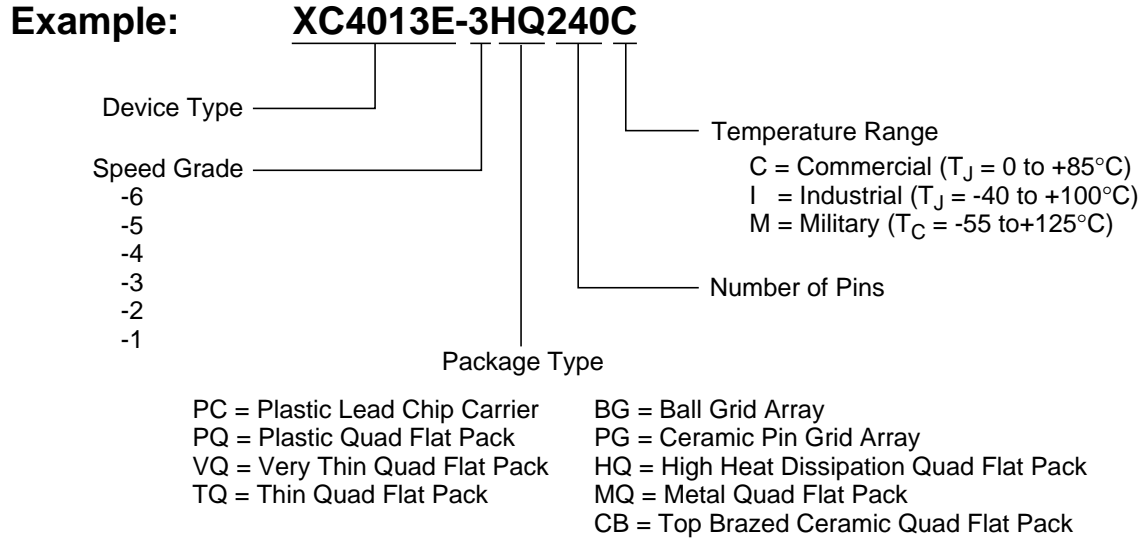 Example: XC4013E-3HQ240C
Device Type
Speed Grade
-6
-5
-4
-3
-2
-1
Temperature Range
C = Commercial (TJ = 0 to +85°C)
I = Industrial (TJ = -40 to +100°C)
M = Military (TC = -55 to+125°C)
Number of Pins
Package Type
PC = Plastic Lead Chip Carrier
PQ = Plastic Quad Flat Pack
VQ = Very Thin Quad Flat Pack
TQ = Thin Quad Flat Pack
BG = Ball Grid Array
PG = Ceramic Pin Grid Array
HQ = High Heat Dissipation Quad Flat Pack
MQ = Metal Quad Flat Pack
CB = Top Brazed Ceramic Quad Flat Pack